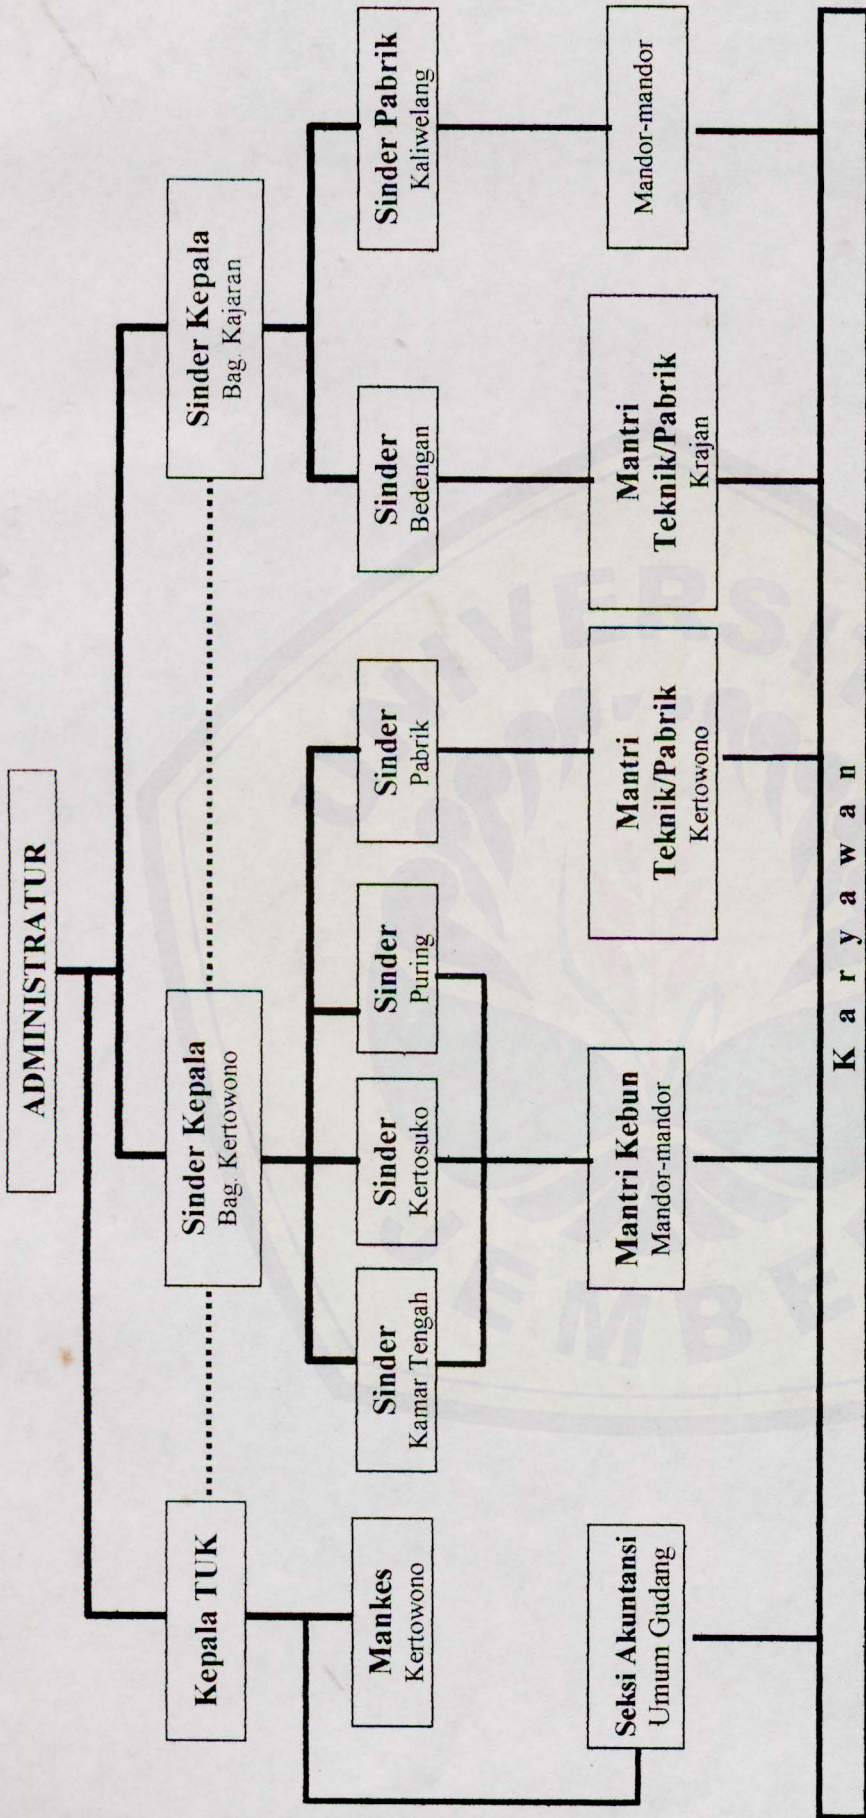 ADMINISTRATUR
Kepala TUK
Sinder Kepala
Bag. Kertowono
Sinder Kepala
Bag. Kajaran
Mankes
Kertowono
Sinder
Kamar Tengah
Sinder
Kertosuko
Sinder
Puring
Sinder
Pabrik
Sinder
Bedengan
Sinder Pabrik
Kaliwelang
Seksi Akuntansi
Umum Gudang
Mantri Kebun
Mandor-mandor
Mantri
Teknik/Pabrik
Kertowono
Mantri
Teknik/Pabrik
Krajan
Mandor-mandor
K a r y a w a n